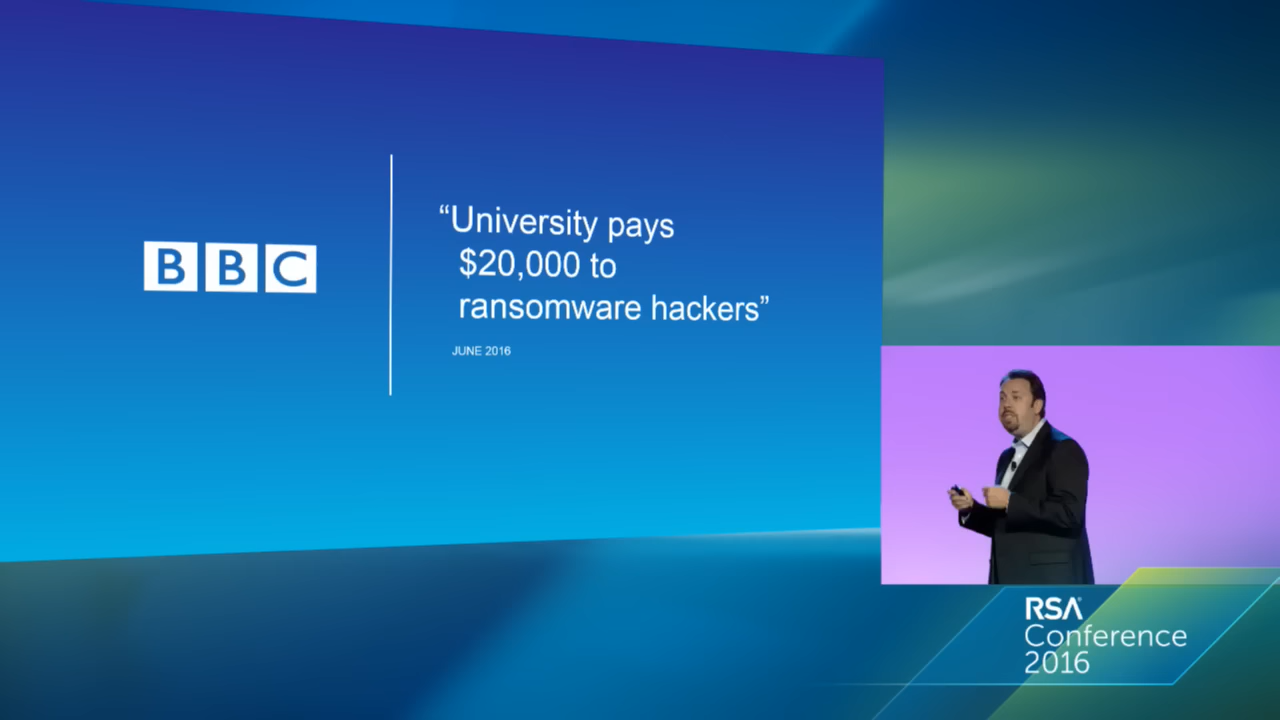 BBC
“University pays
$20,000 to
ransomware hackers”
JUNE 2016
RSA
Conference
2016